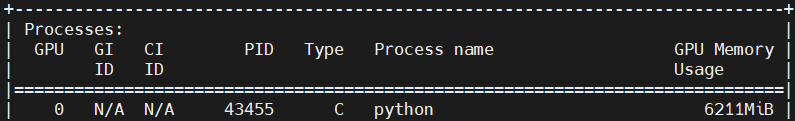 +-----------------------------------------------------------------------------+
| Processes:                                                                  |
|  GPU   GI   CI        PID   Type   Process name                  GPU Memory |
|        ID   ID                                                   Usage      |
|=============================================================================|
|    0   N/A  N/A     43455      C   python                           6211MiB |